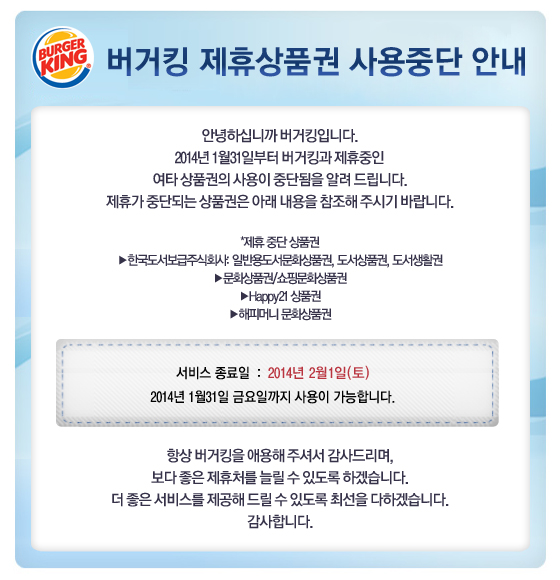 BURGER
KING
버거킹 제휴상품권 사용중단 안내
안녕하십니까 버거킹입니다.
2014년 1월31일부터 버거킹과 제휴중인
여타 상품권의 사용이 중단됨을 알려 드립니다.
제휴가 중단되는 상품권은 아래 내용을 참조해 주시기 바랍니다.
*제휴 중단 상품권
▶한국도서보급주식회사: 일반용도서문화상품권, 도서상품권, 도서생활권
▶문화상품권/쇼핑문화상품권
▶Happy21 상품권
▶해피머니 문화상품권
서비스 종료일 : 2014년 2월1일(토)
2014년 1월31일 금요일까지 사용이 가능합니다.
항상 버거킹을 애용해 주셔서 감사드리며,
보다 좋은 제휴처를 늘릴 수 있도록 하겠습니다.
더 좋은 서비스를 제공해 드릴 수 있도록 최선을 다하겠습니다.
감사합니다.